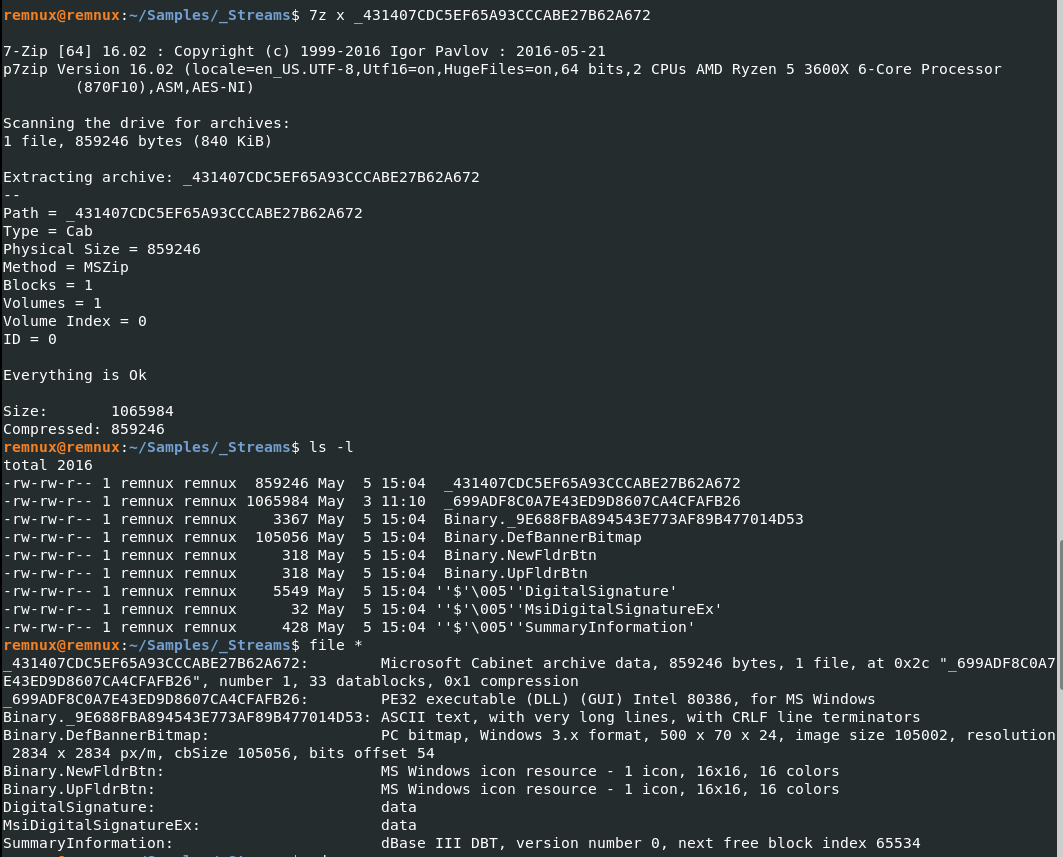 remnux@remnux:~/Samples/_Streams$ 7z x _431407CDC5EF65A93CCCABE27B62A672

7-Zip [64] 16.02 : Copyright (c) 1999-2016 Igor Pavlov : 2016-05-21
p7zip Version 16.02 (locale=en_US.UTF-8,Utf16=on,HugeFiles=on,64 bits,2 CPUs AMD Ryzen 5 3600X 6-Core Processor
        (870F10),ASM,AES-NI)

Scanning the drive for archives:
1 file, 859246 bytes (840 KiB)

Extracting archive: _431407CDC5EF65A93CCCABE27B62A672
--
Path = _431407CDC5EF65A93CCCABE27B62A672
Type = Cab
Physical Size = 859246
Method = MSZip
Blocks = 1
Volumes = 1
Volume Index = 0
ID = 0

Everything is Ok

Size:       1065984
Compressed: 859246
remnux@remnux:~/Samples/_Streams$ ls -l
total 2016
-rw-rw-r-- 1 remnux remnux  859246 May  5 15:04  _431407CDC5EF65A93CCCABE27B62A672
-rw-rw-r-- 1 remnux remnux 1065984 May  3 11:10  _699ADF8C0A7E43ED9D8607CA4CFAFB26
-rw-rw-r-- 1 remnux remnux    3367 May  5 15:04  Binary._9E688FBA894543E773AF89B477014D53
-rw-rw-r-- 1 remnux remnux  105056 May  5 15:04  Binary.DefBannerBitmap
-rw-rw-r-- 1 remnux remnux     318 May  5 15:04  Binary.NewFldrBtn
-rw-rw-r-- 1 remnux remnux     318 May  5 15:04  Binary.UpFldrBtn
-rw-rw-r-- 1 remnux remnux    5549 May  5 15:04 ''$'\005''DigitalSignature'
-rw-rw-r-- 1 remnux remnux      32 May  5 15:04 ''$'\005''MsiDigitalSignatureEx'
-rw-rw-r-- 1 remnux remnux     428 May  5 15:04 ''$'\005''SummaryInformation'
remnux@remnux:~/Samples/_Streams$ file *
_431407CDC5EF65A93CCCABE27B62A672:        Microsoft Cabinet archive data, 859246 bytes, 1 file, at 0x2c "_699ADF8C0A7
E43ED9D8607CA4CFAFB26", number 1, 33 datablocks, 0x1 compression
_699ADF8C0A7E43ED9D8607CA4CFAFB26:        PE32 executable (DLL) (GUI) Intel 80386, for MS Windows
Binary._9E688FBA894543E773AF89B477014D53: ASCII text, with very long lines, with CRLF line terminators
Binary.DefBannerBitmap:                   PC bitmap, Windows 3.x format, 500 x 70 x 24, image size 105002, resolution
 2834 x 2834 px/m, cbSize 105056, bits offset 54
Binary.NewFldrBtn:                        MS Windows icon resource - 1 icon, 16x16, 16 colors
Binary.UpFldrBtn:                         MS Windows icon resource - 1 icon, 16x16, 16 colors
DigitalSignature:                         data
MsiDigitalSignatureEx:                    data
SummaryInformation:                       dBase III DBT, version number 0, next free block index 65534